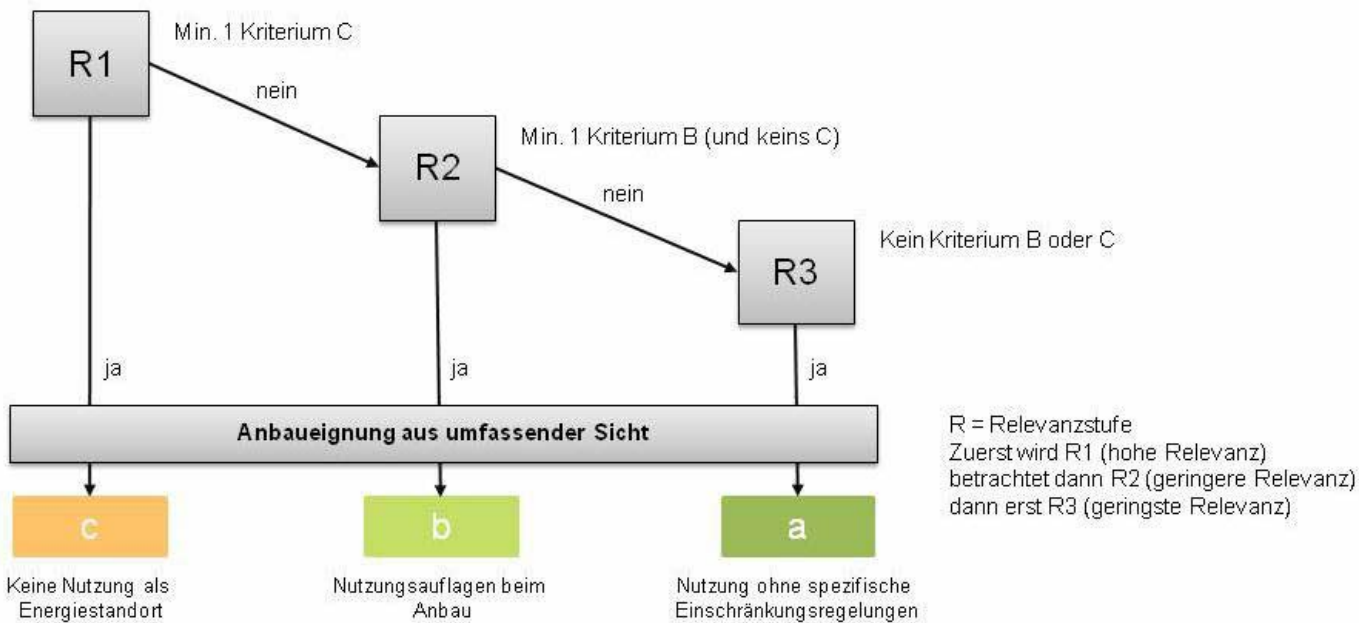 R1
Min. 1 Kriterium C
nein
R2
Min. 1 Kriterium B (und keins C)
nein
R3
Kein Kriterium B oder C
ja
ja
ja
Anbaueignung aus umfassender Sicht
R = Relevanzstufe
Zuerst wird R1 (hohe Relevanz)
betrachtet dann R2 (geringere Relevanz)
dann erst R3 (geringste Relevanz)
c
b
a
Keine Nutzung als
Energiestandort
Nutzungsauflagen beim
Anbau
Nutzung ohne spezifische
Einschränkungsregelungen